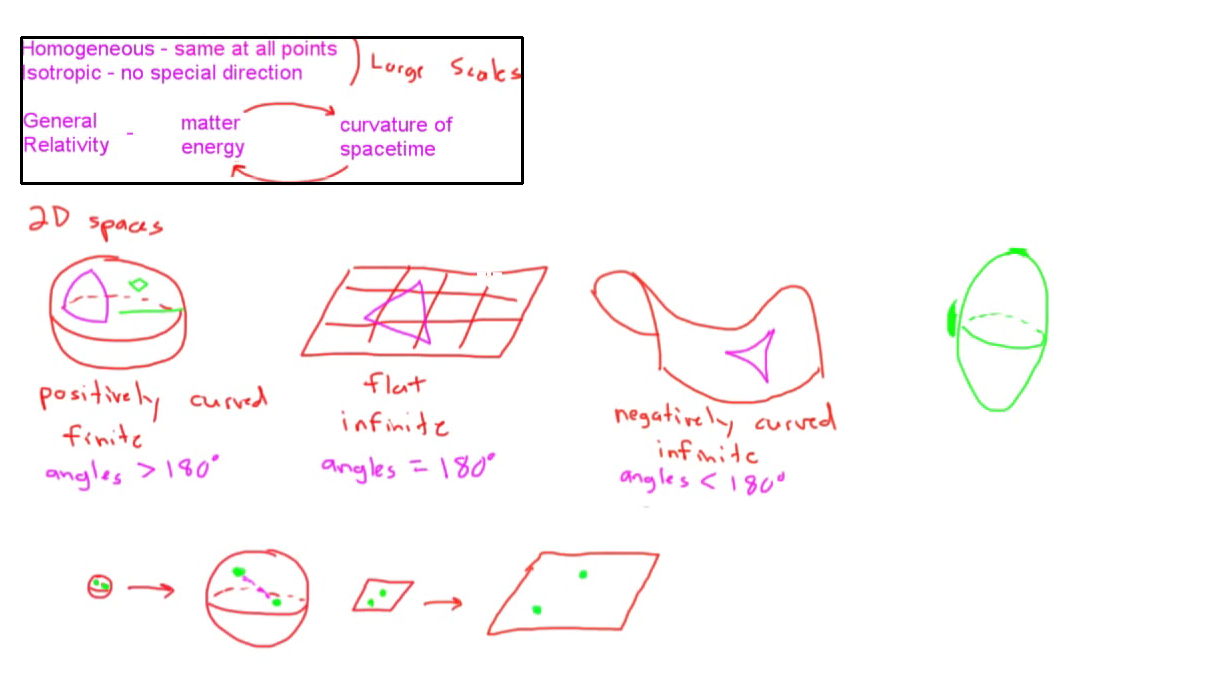 Homogeneous - same at all points
Isotropic - no special direction
) Large Scales
General Relativity - matter energy
curvature of spacetime
2D spaces
positively curved
finite
angles > 180°
flat
infinite
angles = 180°
negatively curved
infinite
angles < 180°